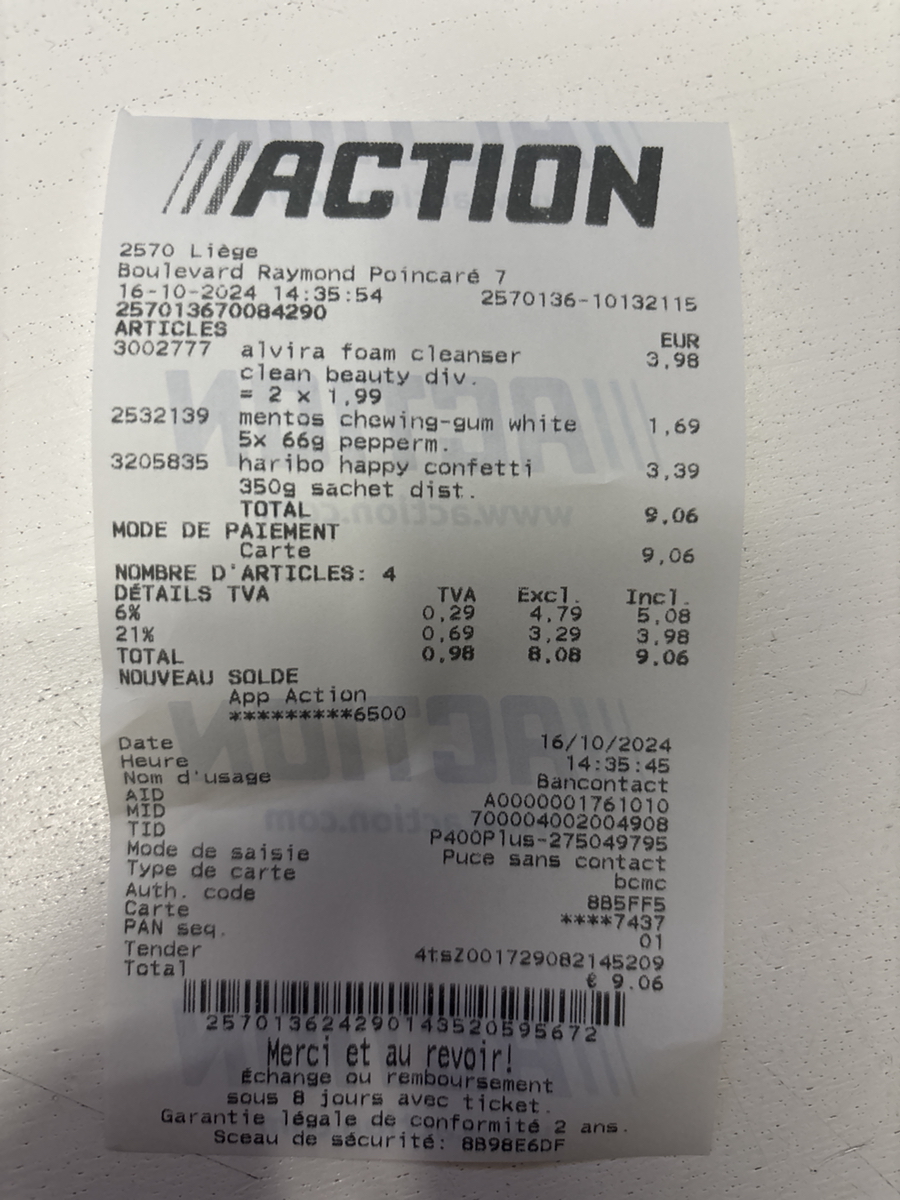 ///ACTION
2570 Liège
Boulevard Raymond Poincaré 7
16-10-2024 14:35:54 2570136-10132115
257013670084290
ARTICLES EUR
3002777 alvira foam cleanser 3,98
clean beauty div.
= 2 x 1,99
2532139 mentos chewing-gum white 1,69
5x 66g pepperm.
3205835 haribo happy confetti 3,39
350g sachet dist.
TOTAL 9,06
MODE DE PAIEMENT
Carte 9,06
NOMBRE D'ARTICLES: 4
DÉTAILS TVA TVA Excl. Incl.
6% 0,29 4,79 5,08
21% 0,69 3,29 3,98
TOTAL 0,98 8,08 9,06
NOUVEAU SOLDE
App Action
*********6500
Date 16/10/2024
Heure 14:35:45
Nom d'usage Bancontact
AID A0000001761010
MID 700004002004908
TID P400Plus-275049795
Mode de saisie Puce sans contact
Type de carte bcmc
Auth. code 8B5FF5
Carte ****7437
PAN seq. 01
Tender 4tsZ001729082145209
Total € 9.06
257013624290143520595672
Merci et au revoir!
Échange ou remboursement
sous 8 jours avec ticket.
Garantie légale de conformité 2 ans.
Sceau de sécurité: 8B98E6DF